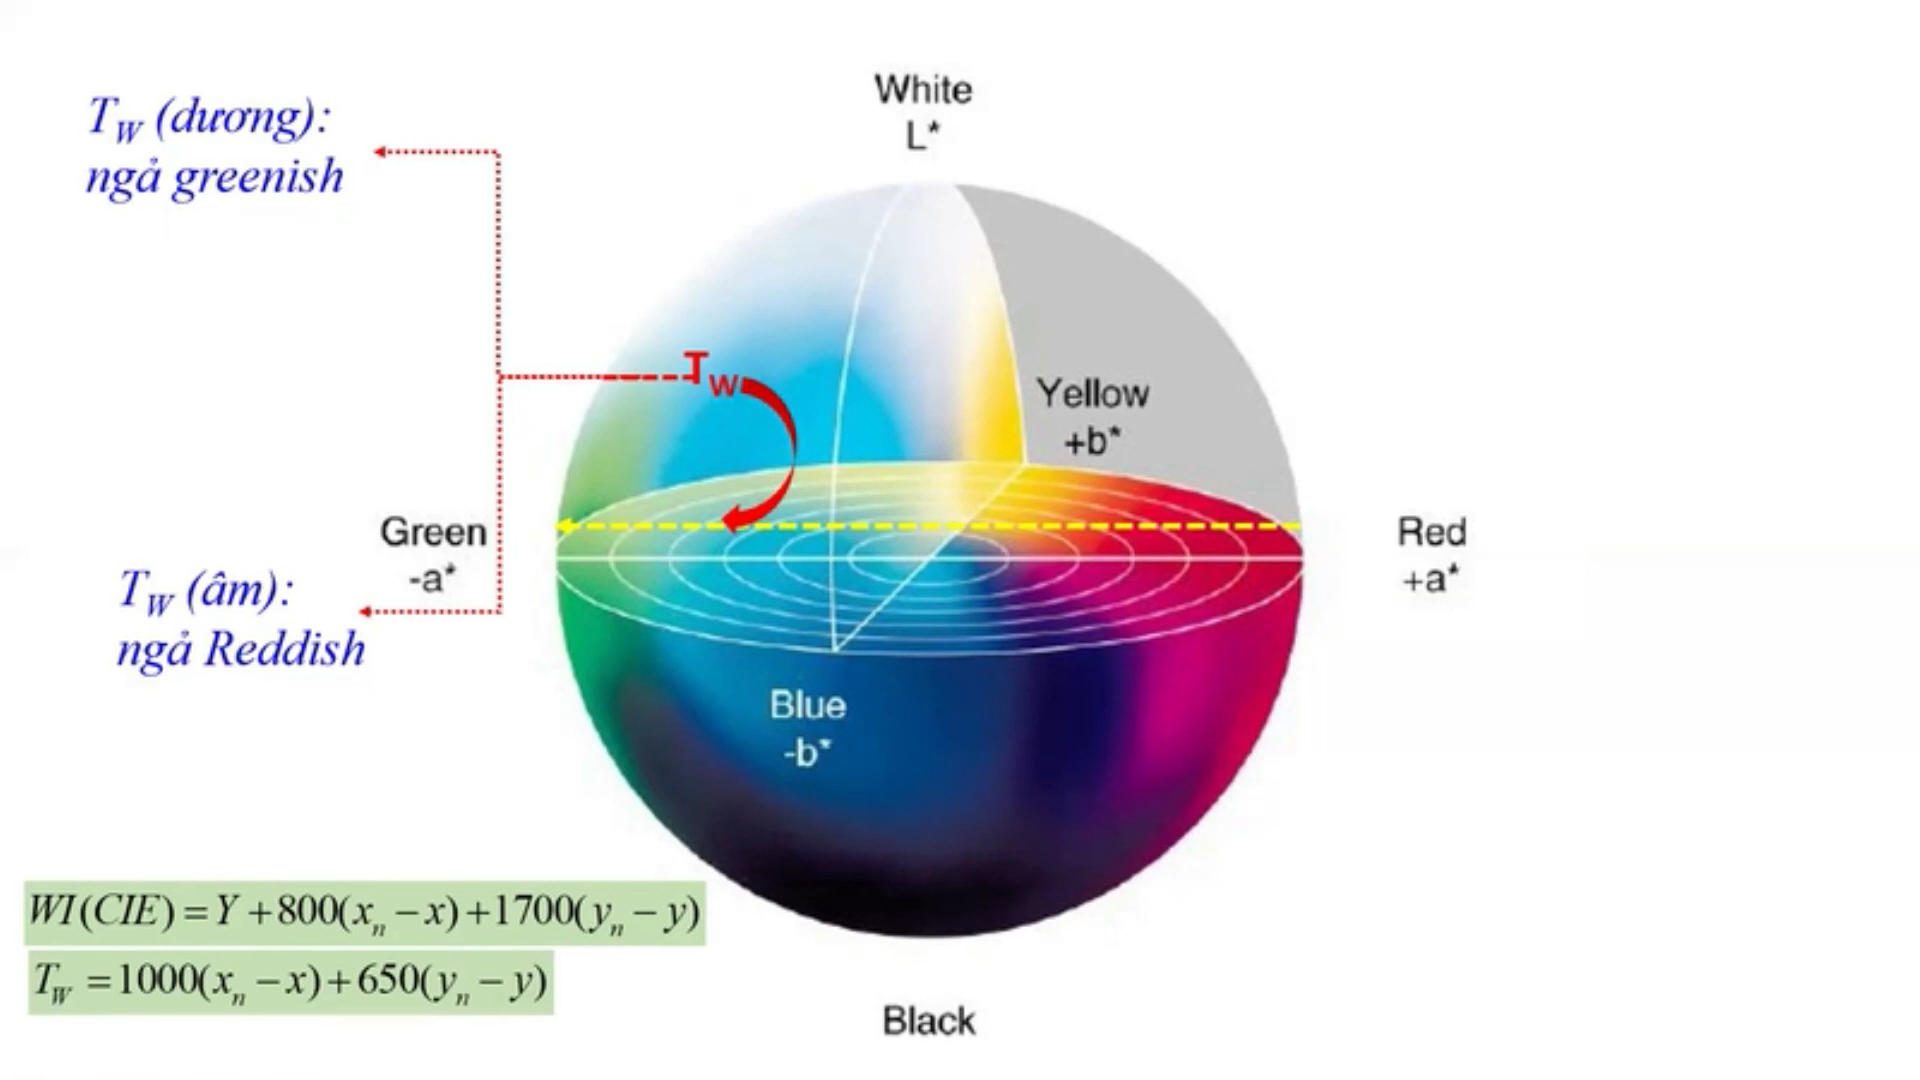 White
L*
T_W (dương):
ngả greenish
T_W
Yellow
+b*
Green
-a*
Red
+a*
T_W (âm):
ngả Reddish
Blue
-b*
WI(CIE) = Y + 800(x_n − x) + 1700(y_n − y)
T_W = 1000(x_n − x) + 650(y_n − y)
Black